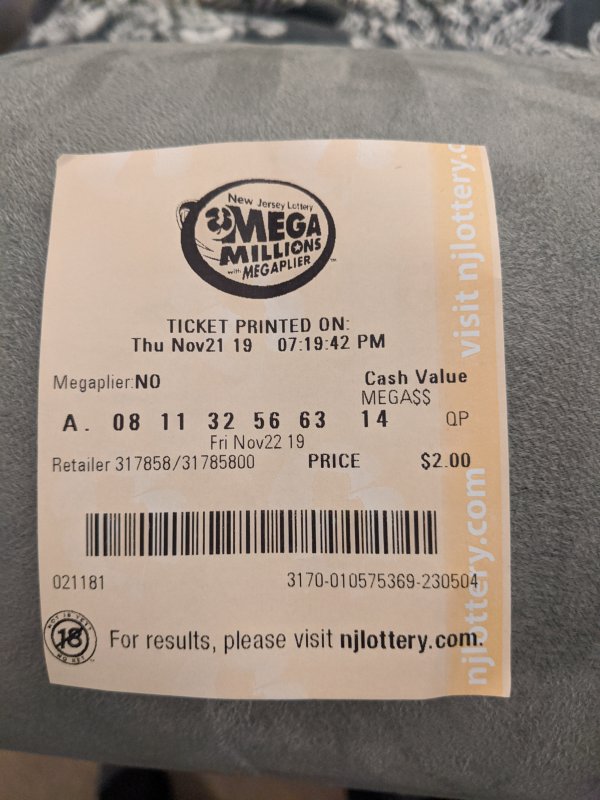 New Jersey Lottery
MEGA
MILLIONS
with MEGAPLIER™
TICKET PRINTED ON:
Thu Nov21 19 07:19:42 PM
Megaplier:NO Cash Value
MEGA$$
A. 08 11 32 56 63 14 QP
Fri Nov22 19
Retailer 317858/31785800 PRICE $2.00
021181 3170-010575369-230504
18
For results, please visit njlottery.com.
visit njlottery.c
njlottery.com